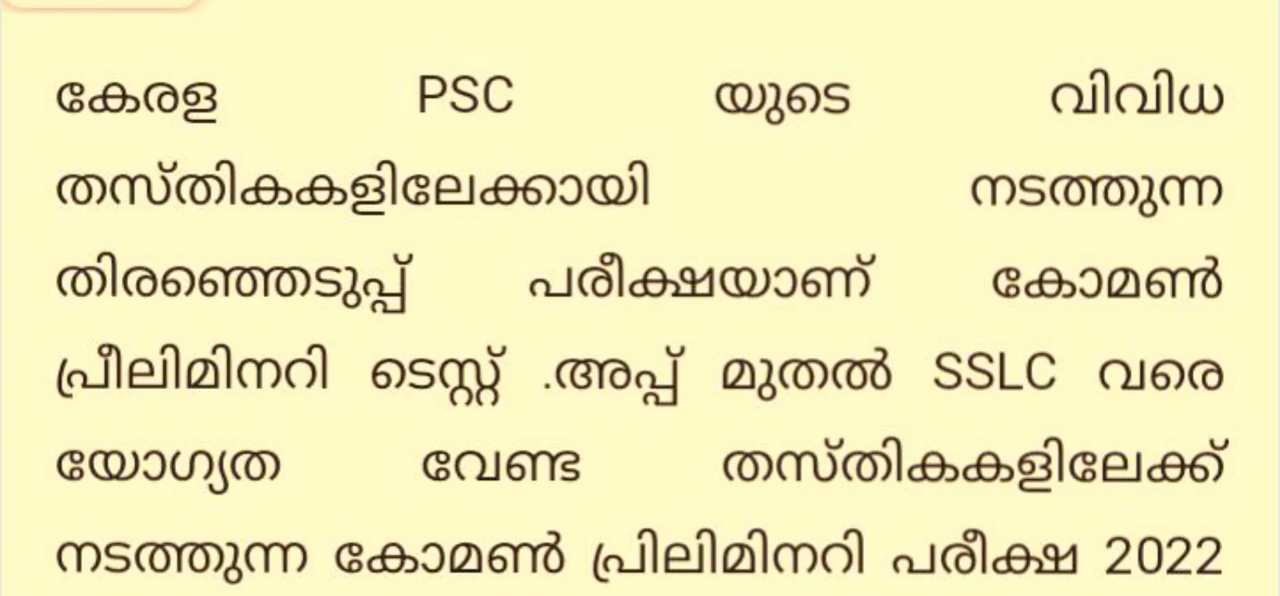 കേരള PSC യുടെ വിവിധ
തസ്തികകളിലേക്കായി നടത്തുന്ന
തിരഞ്ഞെടുപ്പ് പരീക്ഷയാണ് കോമൺ
പ്രീലിമിനറി ടെസ്റ്റ് .അപ്പ് മുതൽ SSLC വരെ
യോഗ്യത വേണ്ട തസ്തികകളിലേക്ക്
നടത്തുന്ന കോമൺ പ്രിലിമിനറി പരീക്ഷ 2022